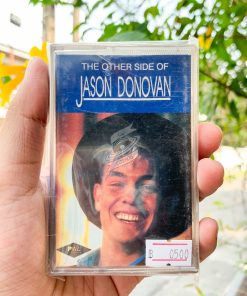 THE OTHER SIDE OF
JASON DONOVAN
฿ 0500